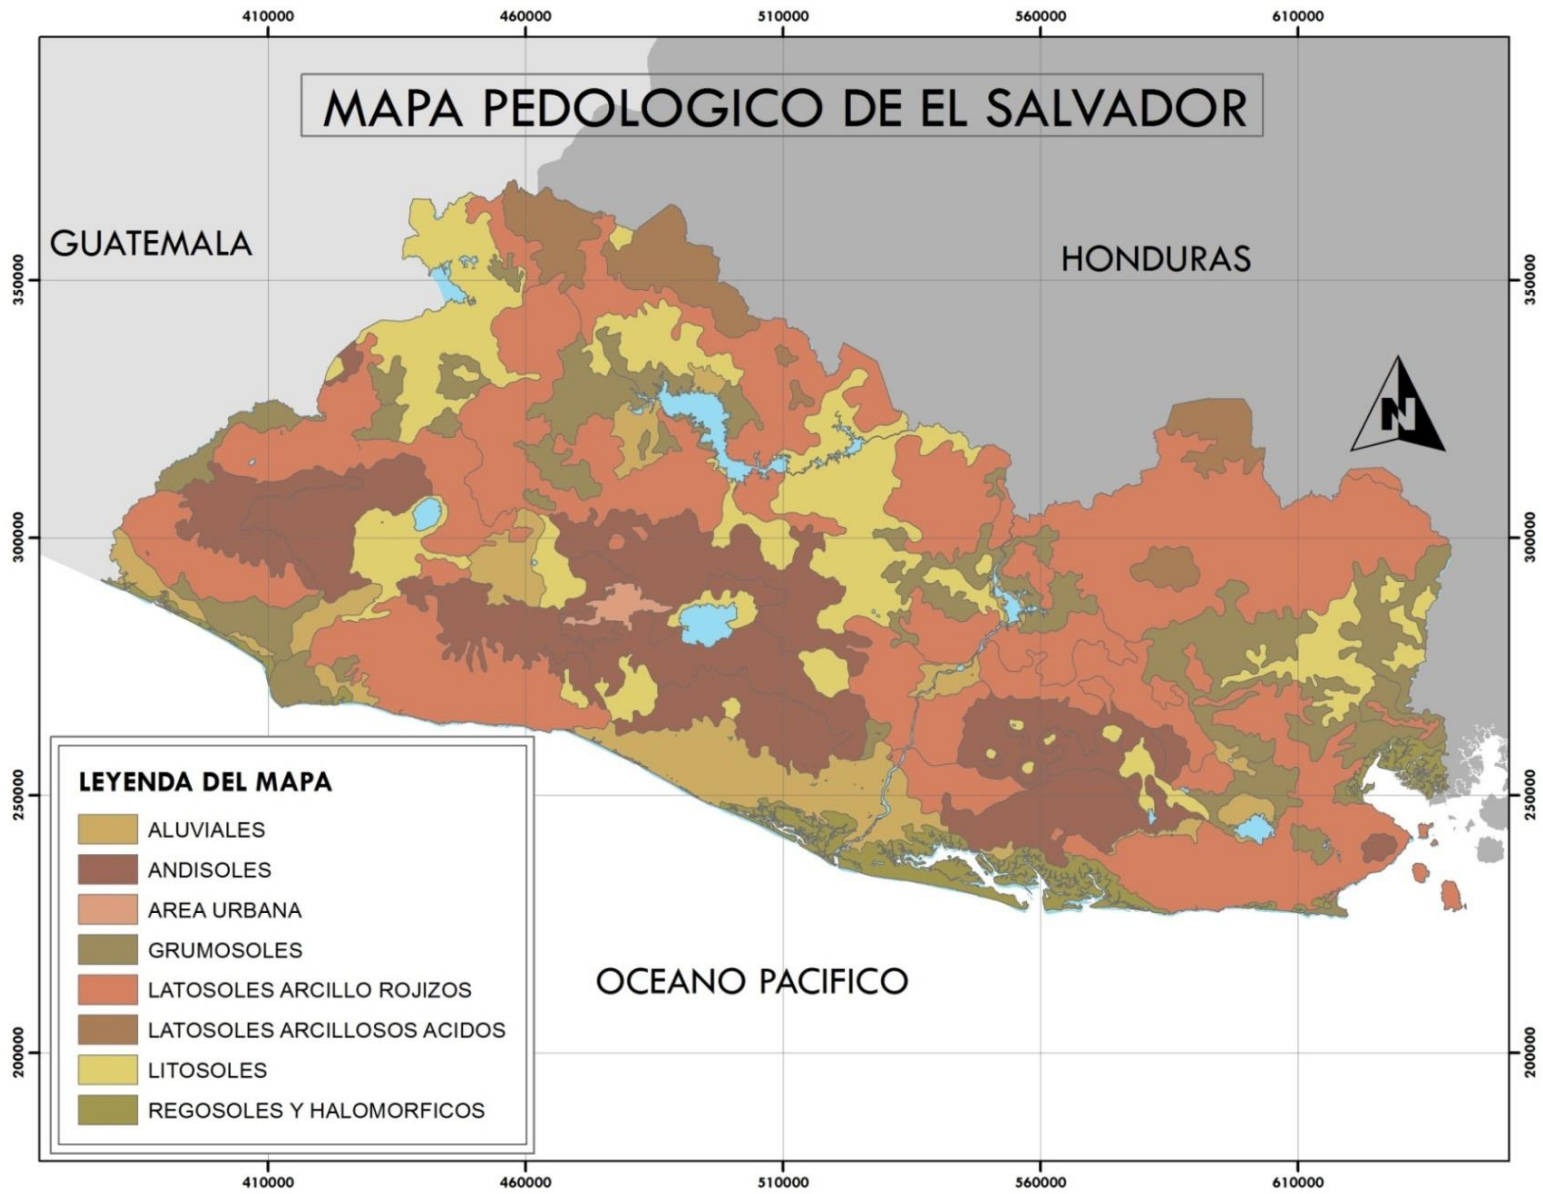 410000 460000 510000 560000 610000
MAPA PEDOLOGICO DE EL SALVADOR
GUATEMALA
HONDURAS
350000 350000
N
300000 300000
250000 250000
LEYENDA DEL MAPA
ALUVIALES
ANDISOLES
AREA URBANA
GRUMOSOLES
LATOSOLES ARCILLO ROJIZOS
LATOSOLES ARCILLOSOS ACIDOS
LITOSOLES
REGOSOLES Y HALOMORFICOS
OCEANO PACIFICO
200000 200000
410000 460000 510000 560000 610000